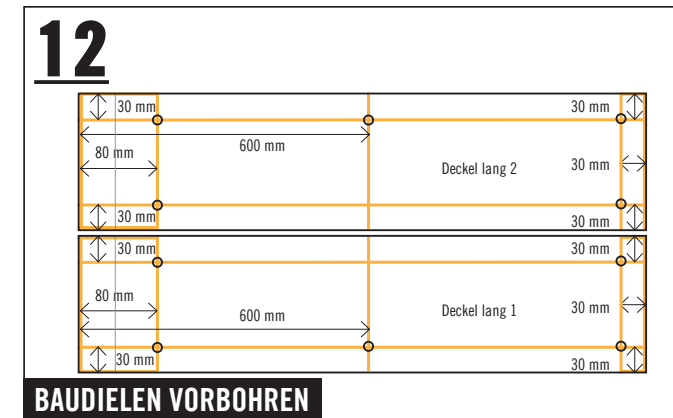 12
30 mm 30 mm
600 mm
80 mm
Deckel lang 2 30 mm
30 mm 30 mm
30 mm 30 mm
80 mm
600 mm Deckel lang 1 30 mm
30 mm 30 mm
BAUDIELEN VORBOHREN